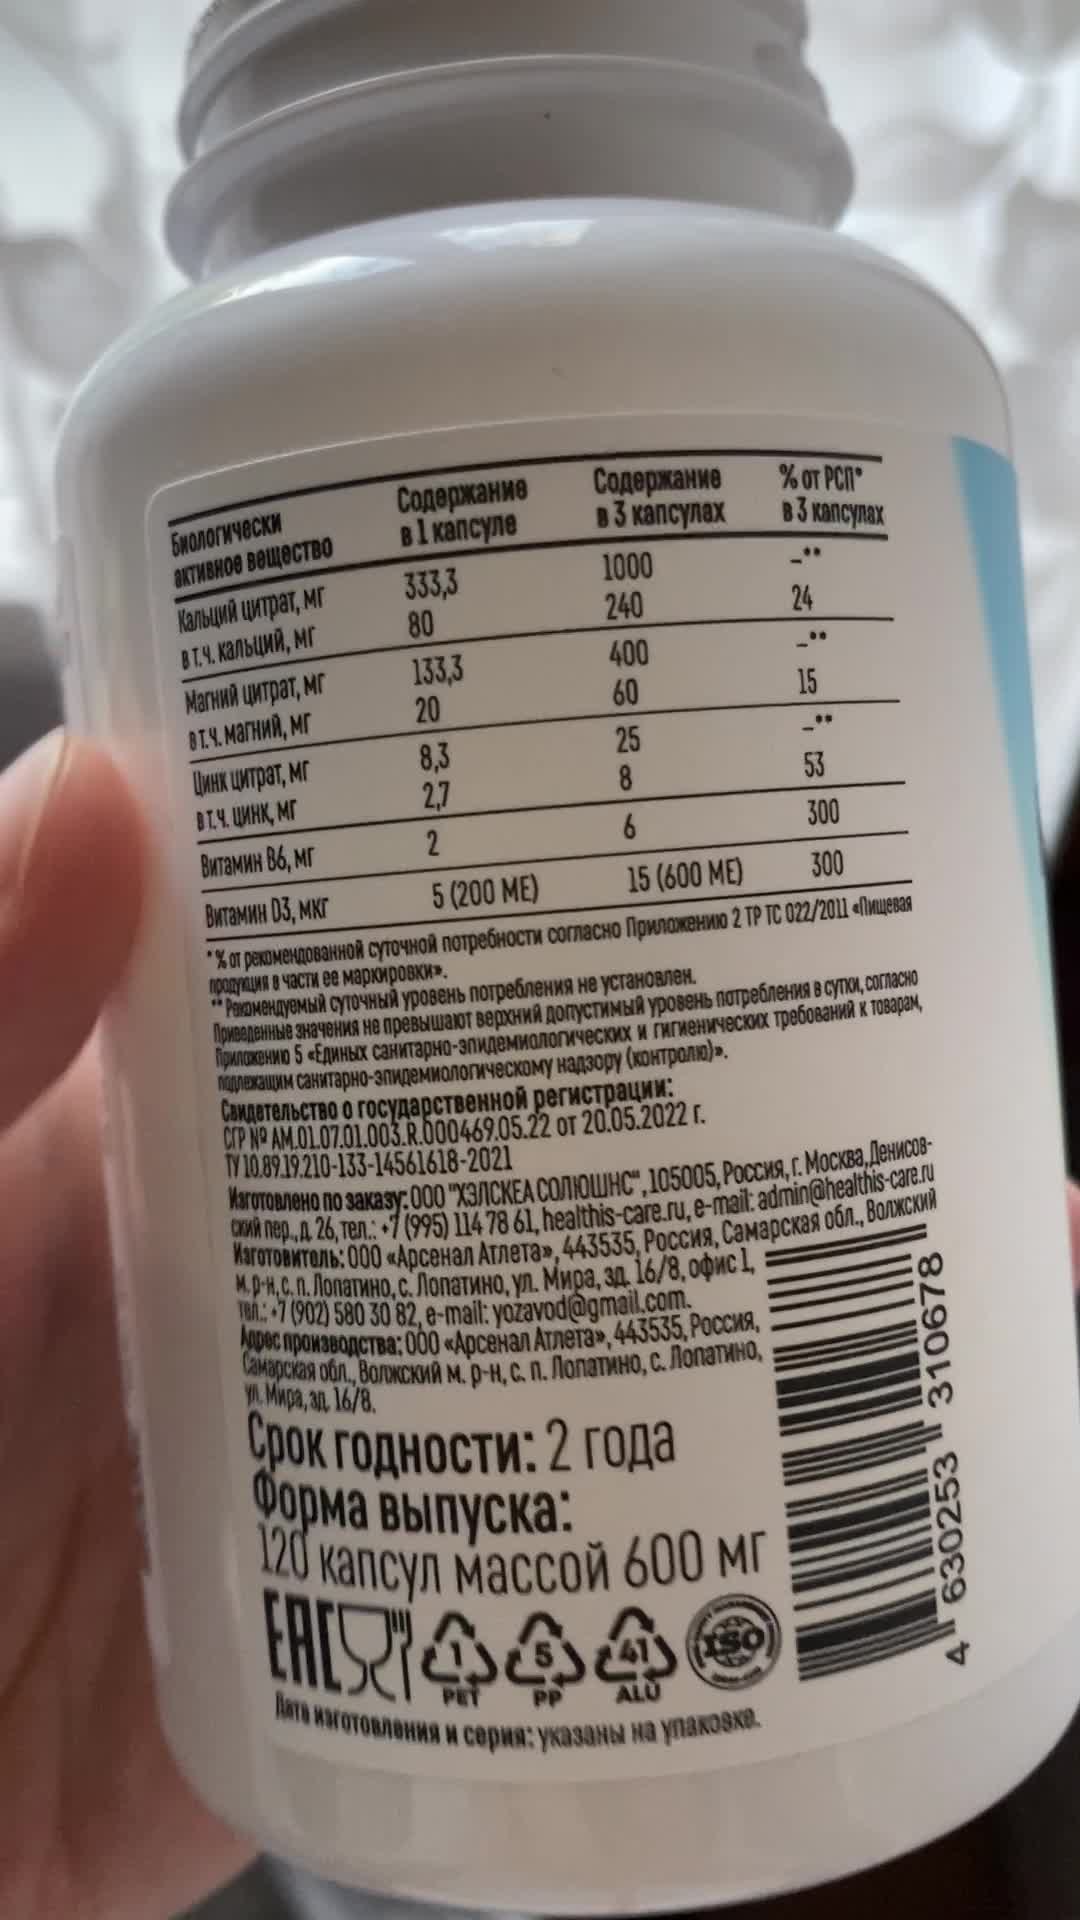 Биологически активное вещество Содержание в 1 капсуле Содержание в 3 капсулах % от РСП* в 3 капсулах
Кальций цитрат, мг 333,3 1000 –**
в т.ч. кальций, мг 80 240 24
Магний цитрат, мг 133,3 400 –**
в т.ч. магний, мг 20 60 15
Цинк цитрат, мг 8,3 25 –**
в т.ч. цинк, мг 2,7 8 53
Витамин B6, мг 2 6 300
Витамин D3, мкг 5 (200 МЕ) 15 (600 МЕ) 300
*% от рекомендованной суточной потребности согласно Приложению 2 ТР ТС 022/2011 «Пищевая
продукция в части ее маркировки».
**Рекомендуемый суточный уровень потребления не установлен.
Приведенные значения не превышают верхний допустимый уровень потребления в сутки, согласно
Приложению 5 «Единых санитарно-эпидемиологических и гигиенических требований к товарам,
подлежащим санитарно-эпидемиологическому надзору (контролю)».
Свидетельство о государственной регистрации:
СГР № AM.01.07.01.003.R.000469.05.22 от 20.05.2022 г.
ТУ 10.89.19.210-133-14561618-2021
Изготовлено по заказу: ООО "ХЭЛСКЕА СОЛЮШНС", 105005, Россия, г. Москва, Денисов-
ский пер., д. 26, тел.: +7 (995) 114 78 61, healthis-care.ru, e-mail: admin@healthis-care.ru
Изготовитель: ООО «Арсенал Атлета», 443535, Россия, Самарская обл., Волжский
м. р-н, с. п. Лопатино, с. Лопатино, ул. Мира, зд. 16/8, офис 1,
тел.: +7 (902) 580 30 82, e-mail: yozavod@gmail.com.
Адрес производства: ООО «Арсенал Атлета», 443535, Россия,
Самарская обл., Волжский м. р-н, с. п. Лопатино, с. Лопатино,
ул. Мира, зд. 16/8.
Срок годности: 2 года
Форма выпуска:
120 капсул массой 600 мг
EAC 1 PET 5 PP 41 ALU ISO
Дата изготовления и серия: указаны на упаковке.
4 630253 310678